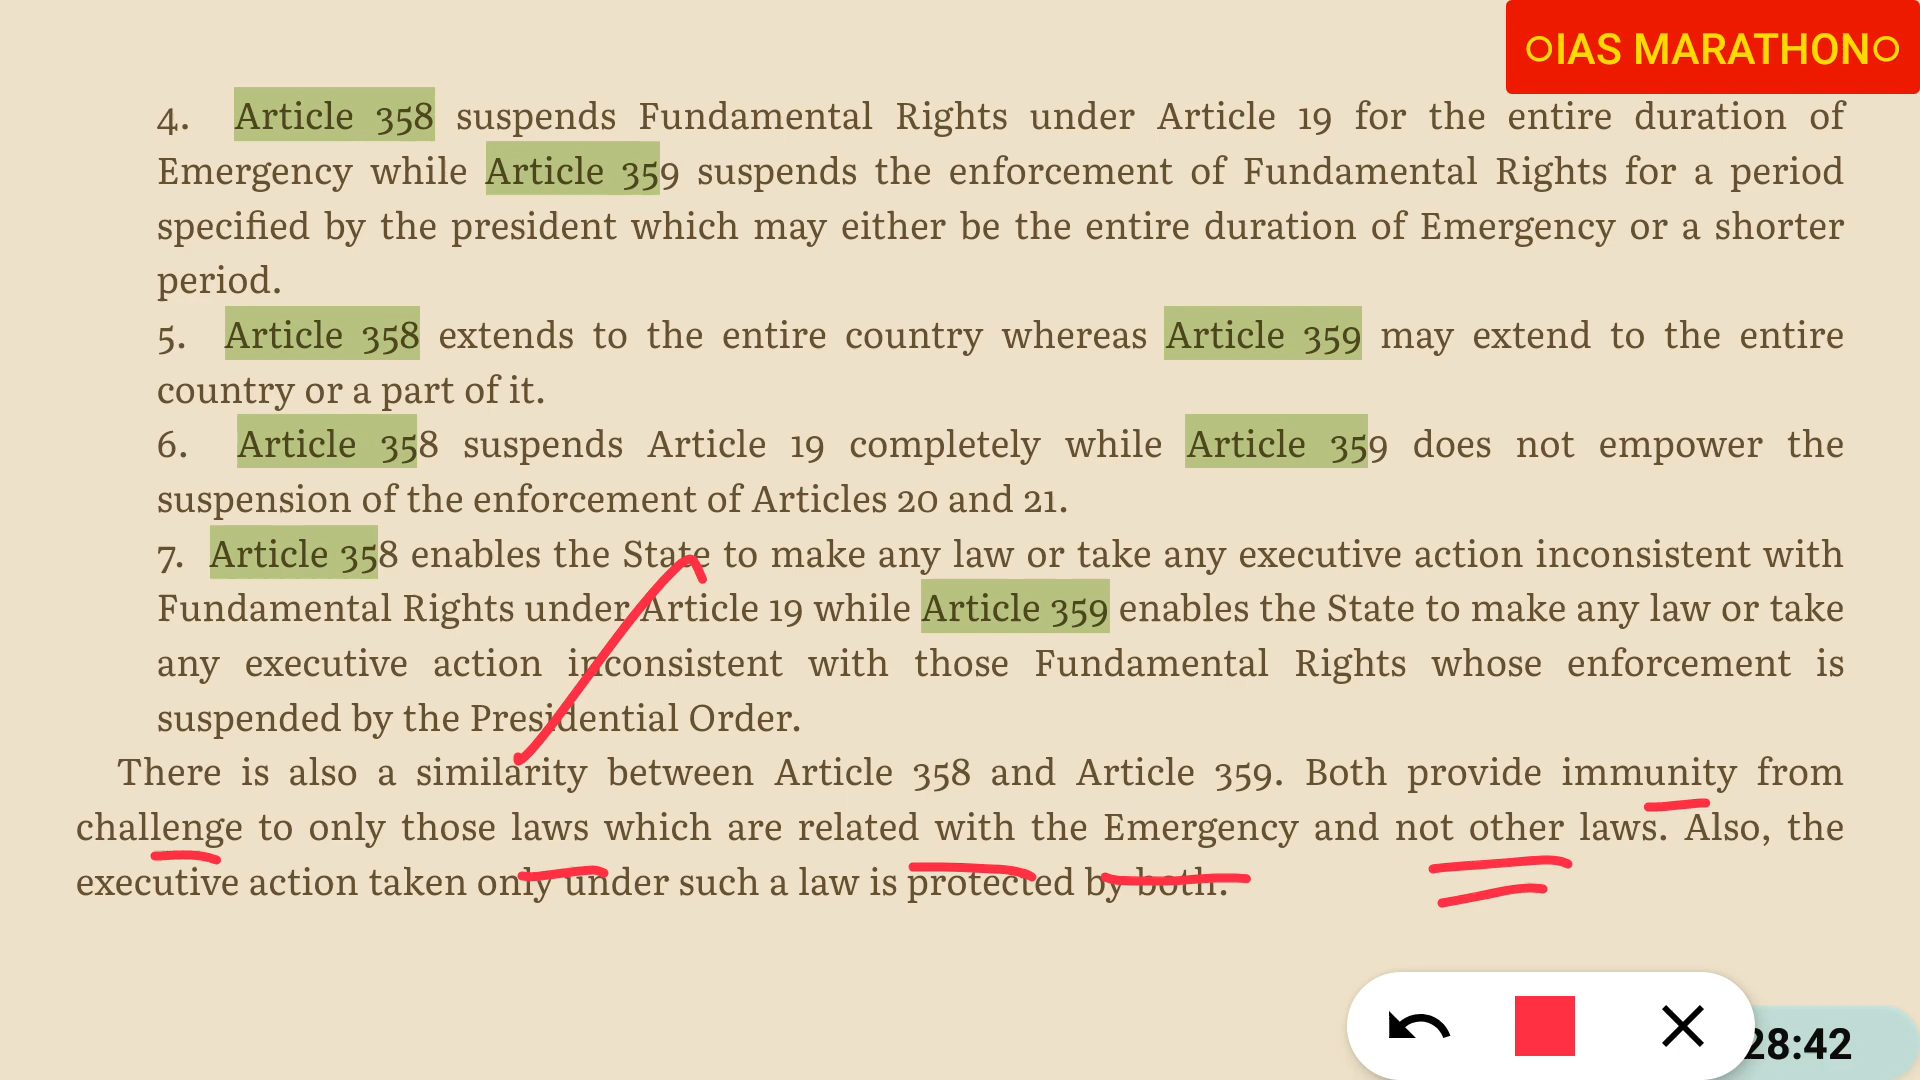 ○IAS MARATHON○
4. Article 358 suspends Fundamental Rights under Article 19 for the entire duration of
Emergency while Article 359 suspends the enforcement of Fundamental Rights for a period
specified by the president which may either be the entire duration of Emergency or a shorter
period.
5. Article 358 extends to the entire country whereas Article 359 may extend to the entire
country or a part of it.
6. Article 358 suspends Article 19 completely while Article 359 does not empower the
suspension of the enforcement of Articles 20 and 21.
7. Article 358 enables the State to make any law or take any executive action inconsistent with
Fundamental Rights under Article 19 while Article 359 enables the State to make any law or take
any executive action inconsistent with those Fundamental Rights whose enforcement is
suspended by the Presidential Order.
There is also a similarity between Article 358 and Article 359. Both provide immunity from
challenge to only those laws which are related with the Emergency and not other laws. Also, the
executive action taken only under such a law is protected by both.
28:42